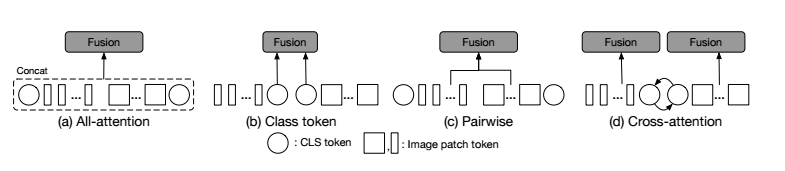 Fusion
Fusion
Fusion
Fusion
Fusion
Concat
...
...
...
...
...
...
...
...
(a) All-attention
(b) Class token
(c) Pairwise
(d) Cross-attention
: CLS token
, : Image patch token